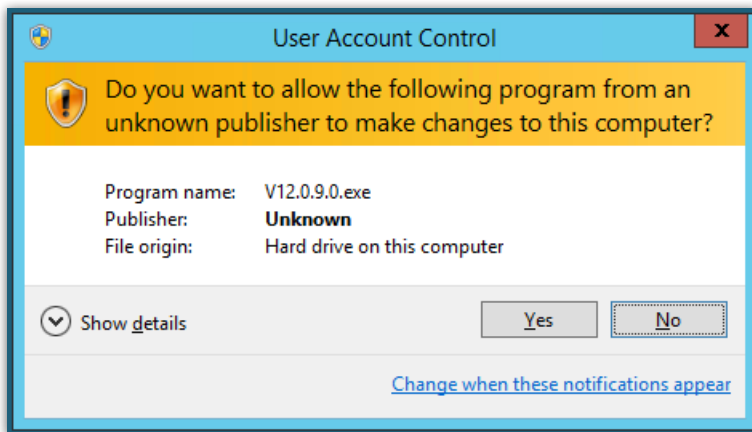 User Account Control
x
Do you want to allow the following program from an
unknown publisher to make changes to this computer?
Program name: V12.0.9.0.exe
Publisher: Unknown
File origin: Hard drive on this computer
Show details
Yes
No
Change when these notifications appear